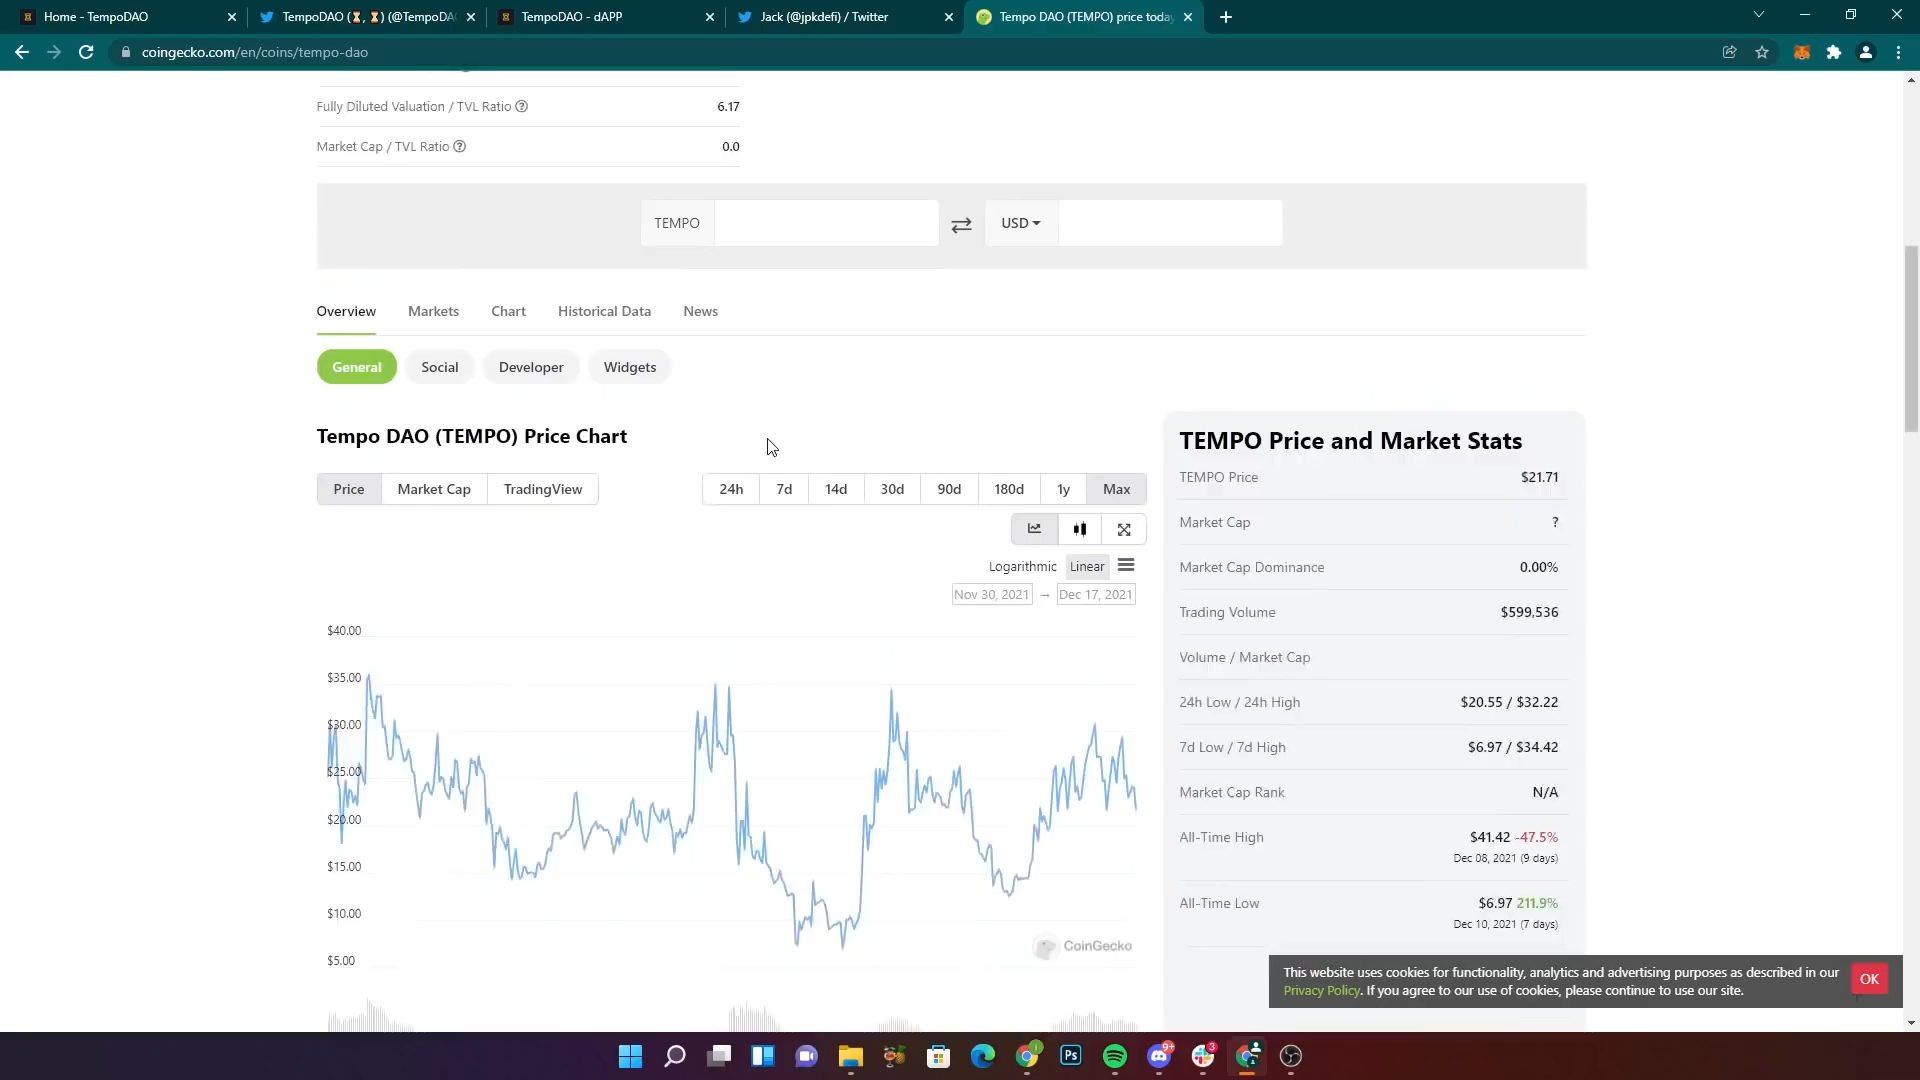 Home - TempoDAO
TempoDAO (⌛, ⌛) (@TempoDA
TempoDAO - dAPP
Jack (@jpkdefi) / Twitter
Tempo DAO (TEMPO) price toda
coingecko.com/en/coins/tempo-dao
Fully Diluted Valuation / TVL Ratio 6.17
Market Cap / TVL Ratio 0.0
TEMPO
USD
Overview Markets Chart Historical Data News
General Social Developer Widgets
Tempo DAO (TEMPO) Price Chart
Price Market Cap TradingView
24h 7d 14d 30d 90d 180d 1y Max
Logarithmic Linear
Nov 30, 2021 → Dec 17, 2021
$40.00
$35.00
$30.00
$25.00
$20.00
$15.00
$10.00
$5.00
CoinGecko
TEMPO Price and Market Stats
TEMPO Price $21.71
Market Cap ?
Market Cap Dominance 0.00%
Trading Volume $599,536
Volume / Market Cap
24h Low / 24h High $20.55 / $32.22
7d Low / 7d High $6.97 / $34.42
Market Cap Rank N/A
All-Time High $41.42 -47.5%
Dec 08, 2021 (9 days)
All-Time Low $6.97 211.9%
Dec 10, 2021 (7 days)
This website uses cookies for functionality, analytics and advertising purposes as described in our
Privacy Policy. If you agree to our use of cookies, please continue to use our site.
OK
Ps
9+
3